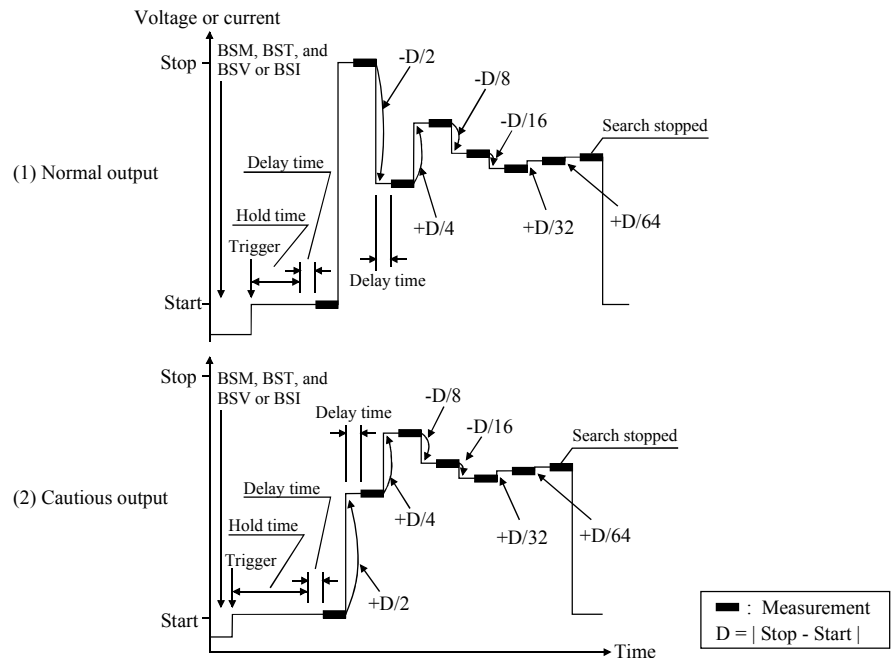 Voltage or current
Stop
BSM, BST, and
BSV or BSI
-D/2
-D/8
-D/16
Search stopped
(1) Normal output
Delay time
Hold time
Trigger
+D/4
+D/32
+D/64
Delay time
Start
Stop
BSM, BST, and
BSV or BSI
Delay time
-D/8
-D/16
Search stopped
(2) Cautious output
Delay time
Hold time
Trigger
+D/4
+D/32
+D/64
+D/2
Start
Time
: Measurement
D = | Stop - Start |